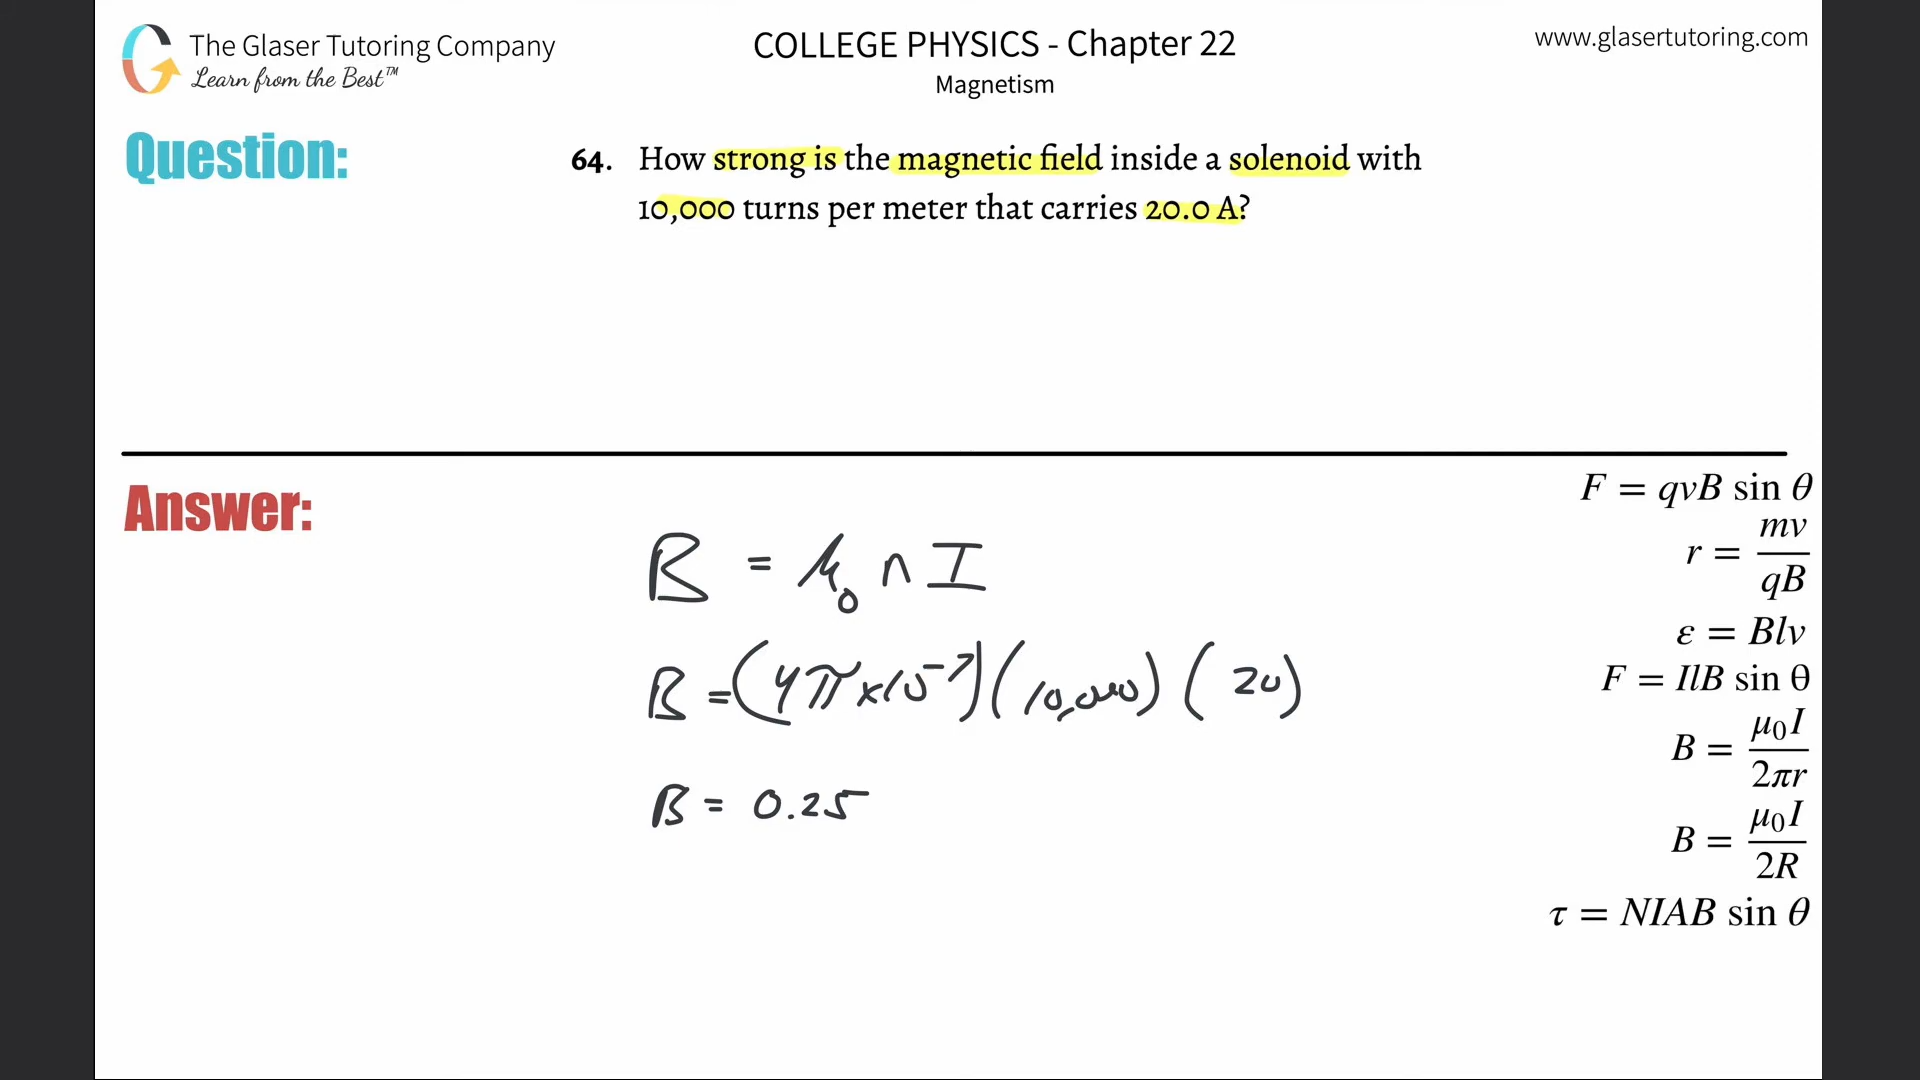 The Glaser Tutoring Company
Learn from the Best™
COLLEGE PHYSICS - Chapter 22
Magnetism
www.glasertutoring.com
Question:
64. How strong is the magnetic field inside a solenoid with
10,000 turns per meter that carries 20.0 A?
Answer:
B = μ₀ n I
B = (4π×10⁻⁷)(10,000)(20)
B = 0.25
F = qvB sin θ
r = mv / qB
ε = Blv
F = IlB sin θ
B = μ₀I / 2πr
B = μ₀I / 2R
τ = NIAB sin θ